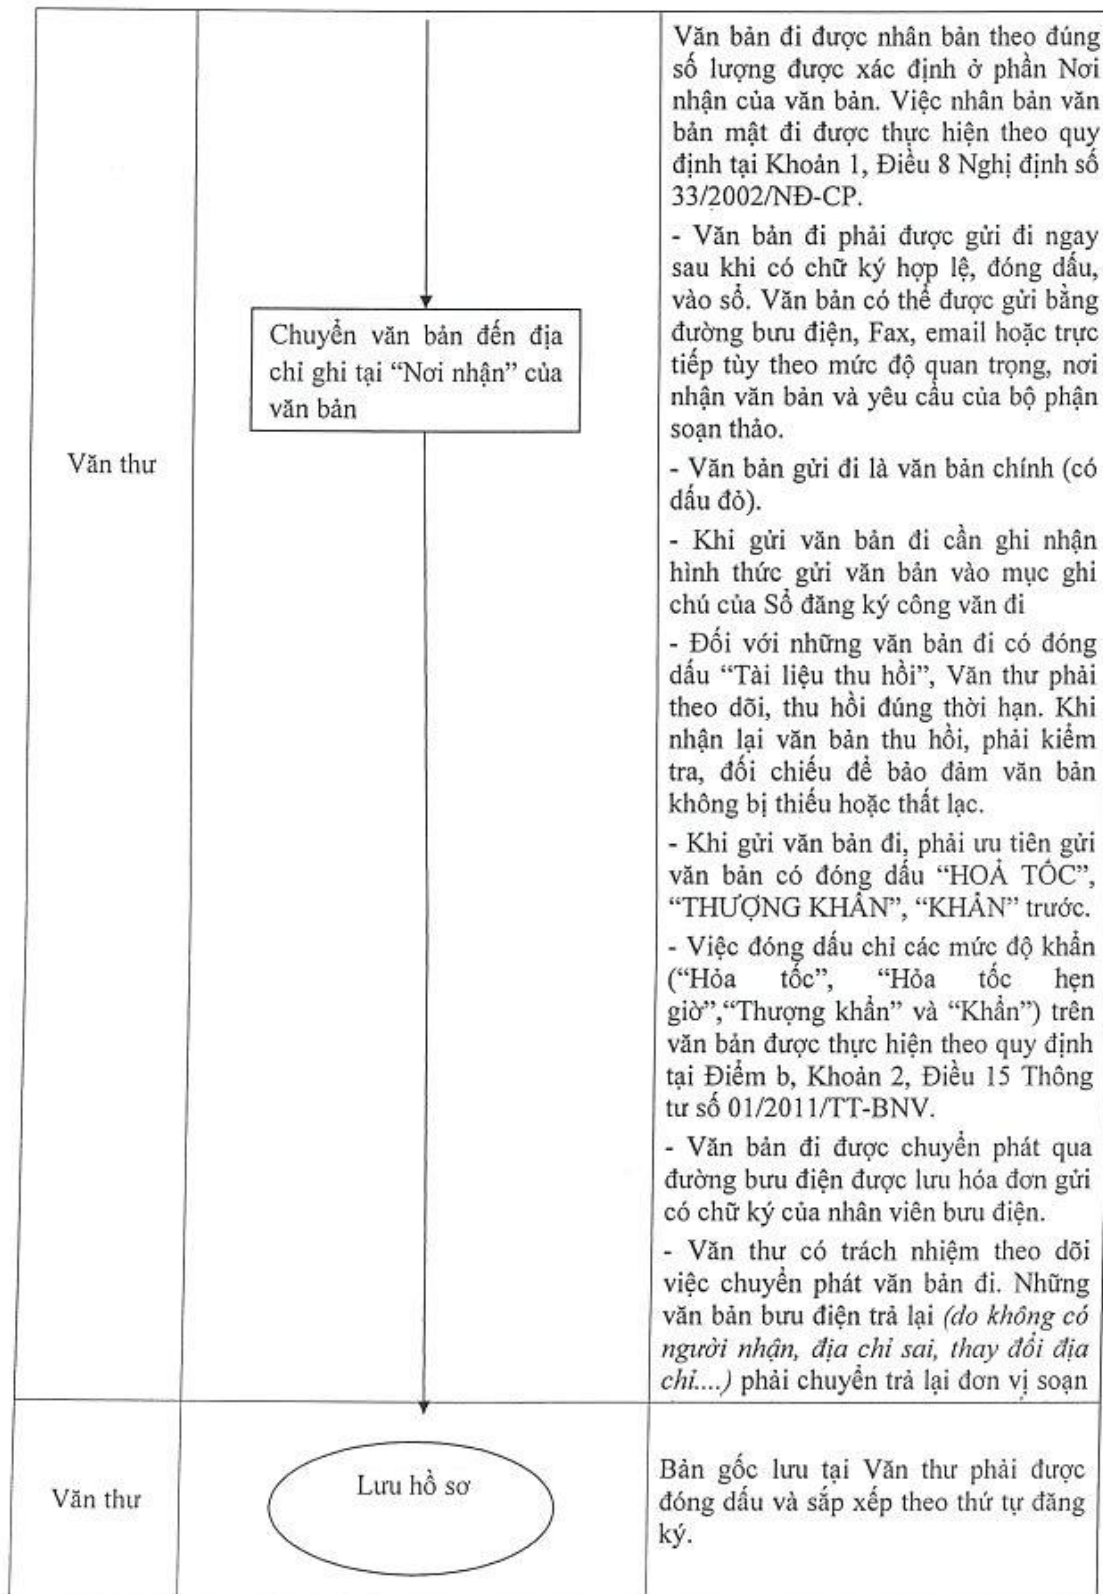 Văn thư
Chuyển văn bản đến địa
chỉ ghi tại “Nơi nhận” của
văn bản
Văn bản đi được nhân bản theo đúng
số lượng được xác định ở phần Nơi
nhận của văn bản. Việc nhân bản văn
bản mật đi được thực hiện theo quy
định tại Khoản 1, Điều 8 Nghị định số
33/2002/NĐ-CP.
- Văn bản đi phải được gửi đi ngay
sau khi có chữ ký hợp lệ, đóng dấu,
vào sổ. Văn bản có thể được gửi bằng
đường bưu điện, Fax, email hoặc trực
tiếp tùy theo mức độ quan trọng, nơi
nhận văn bản và yêu cầu của bộ phận
soạn thảo.
- Văn bản gửi đi là văn bản chính (có
dấu đỏ).
- Khi gửi văn bản đi cần ghi nhận
hình thức gửi văn bản vào mục ghi
chú của Sổ đăng ký công văn đi
- Đối với những văn bản đi có đóng
dấu “Tài liệu thu hồi”, Văn thư phải
theo dõi, thu hồi đúng thời hạn. Khi
nhận lại văn bản thu hồi, phải kiểm
tra, đối chiếu để bảo đảm văn bản
không bị thiếu hoặc thất lạc.
- Khi gửi văn bản đi, phải ưu tiên gửi
văn bản có đóng dấu “HOẢ TỐC”,
“THƯỢNG KHẨN”, “KHẨN” trước.
- Việc đóng dấu chỉ các mức độ khẩn
(“Hỏa tốc”, “Hỏa tốc hẹn
giờ”,“Thượng khẩn” và “Khẩn”) trên
văn bản được thực hiện theo quy định
tại Điểm b, Khoản 2, Điều 15 Thông
tư số 01/2011/TT-BNV.
- Văn bản đi được chuyển phát qua
đường bưu điện được lưu hóa đơn gửi
có chữ ký của nhân viên bưu điện.
- Văn thư có trách nhiệm theo dõi
việc chuyển phát văn bản đi. Những
văn bản bưu điện trả lại (do không có
người nhận, địa chỉ sai, thay đổi địa
chỉ....) phải chuyển trả lại đơn vị soạn
Văn thư
Lưu hồ sơ
Bản gốc lưu tại Văn thư phải được
đóng dấu và sắp xếp theo thứ tự đăng
ký.